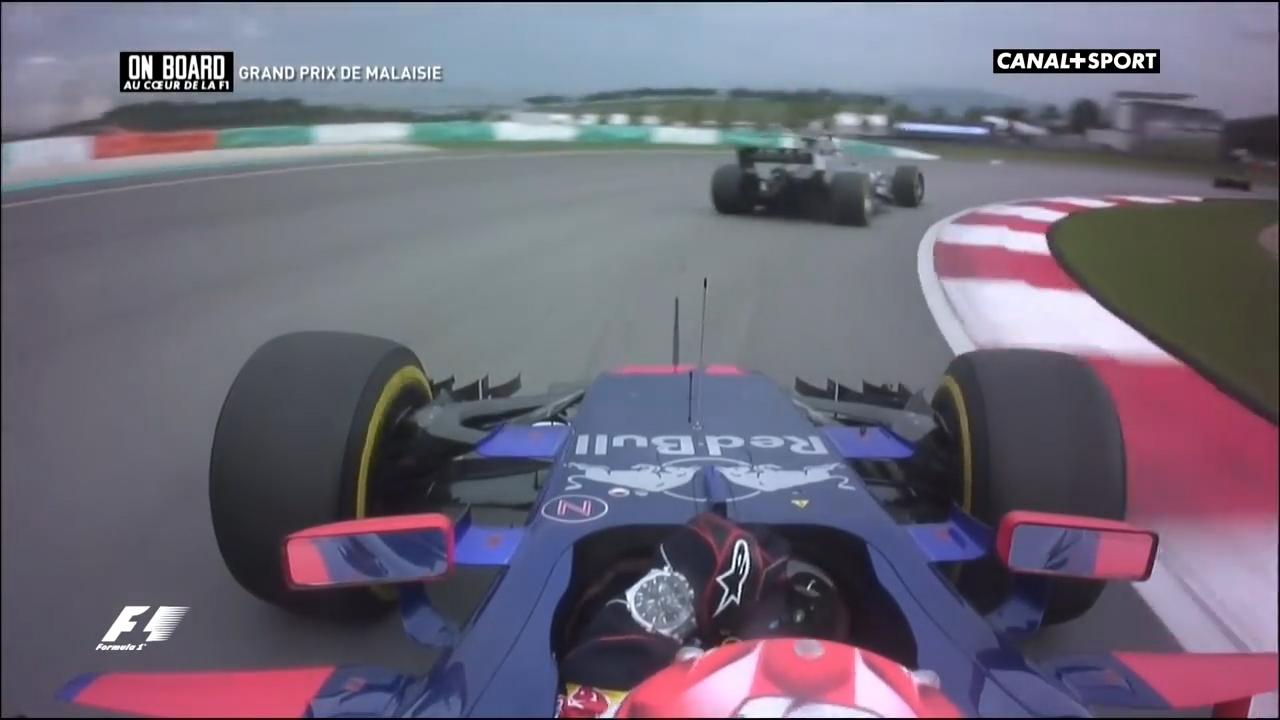 ON BOARD
AU CŒUR DE LA F1
GRAND PRIX DE MALAISIE
CANAL+SPORT
Red Bull
F1
Formula 1